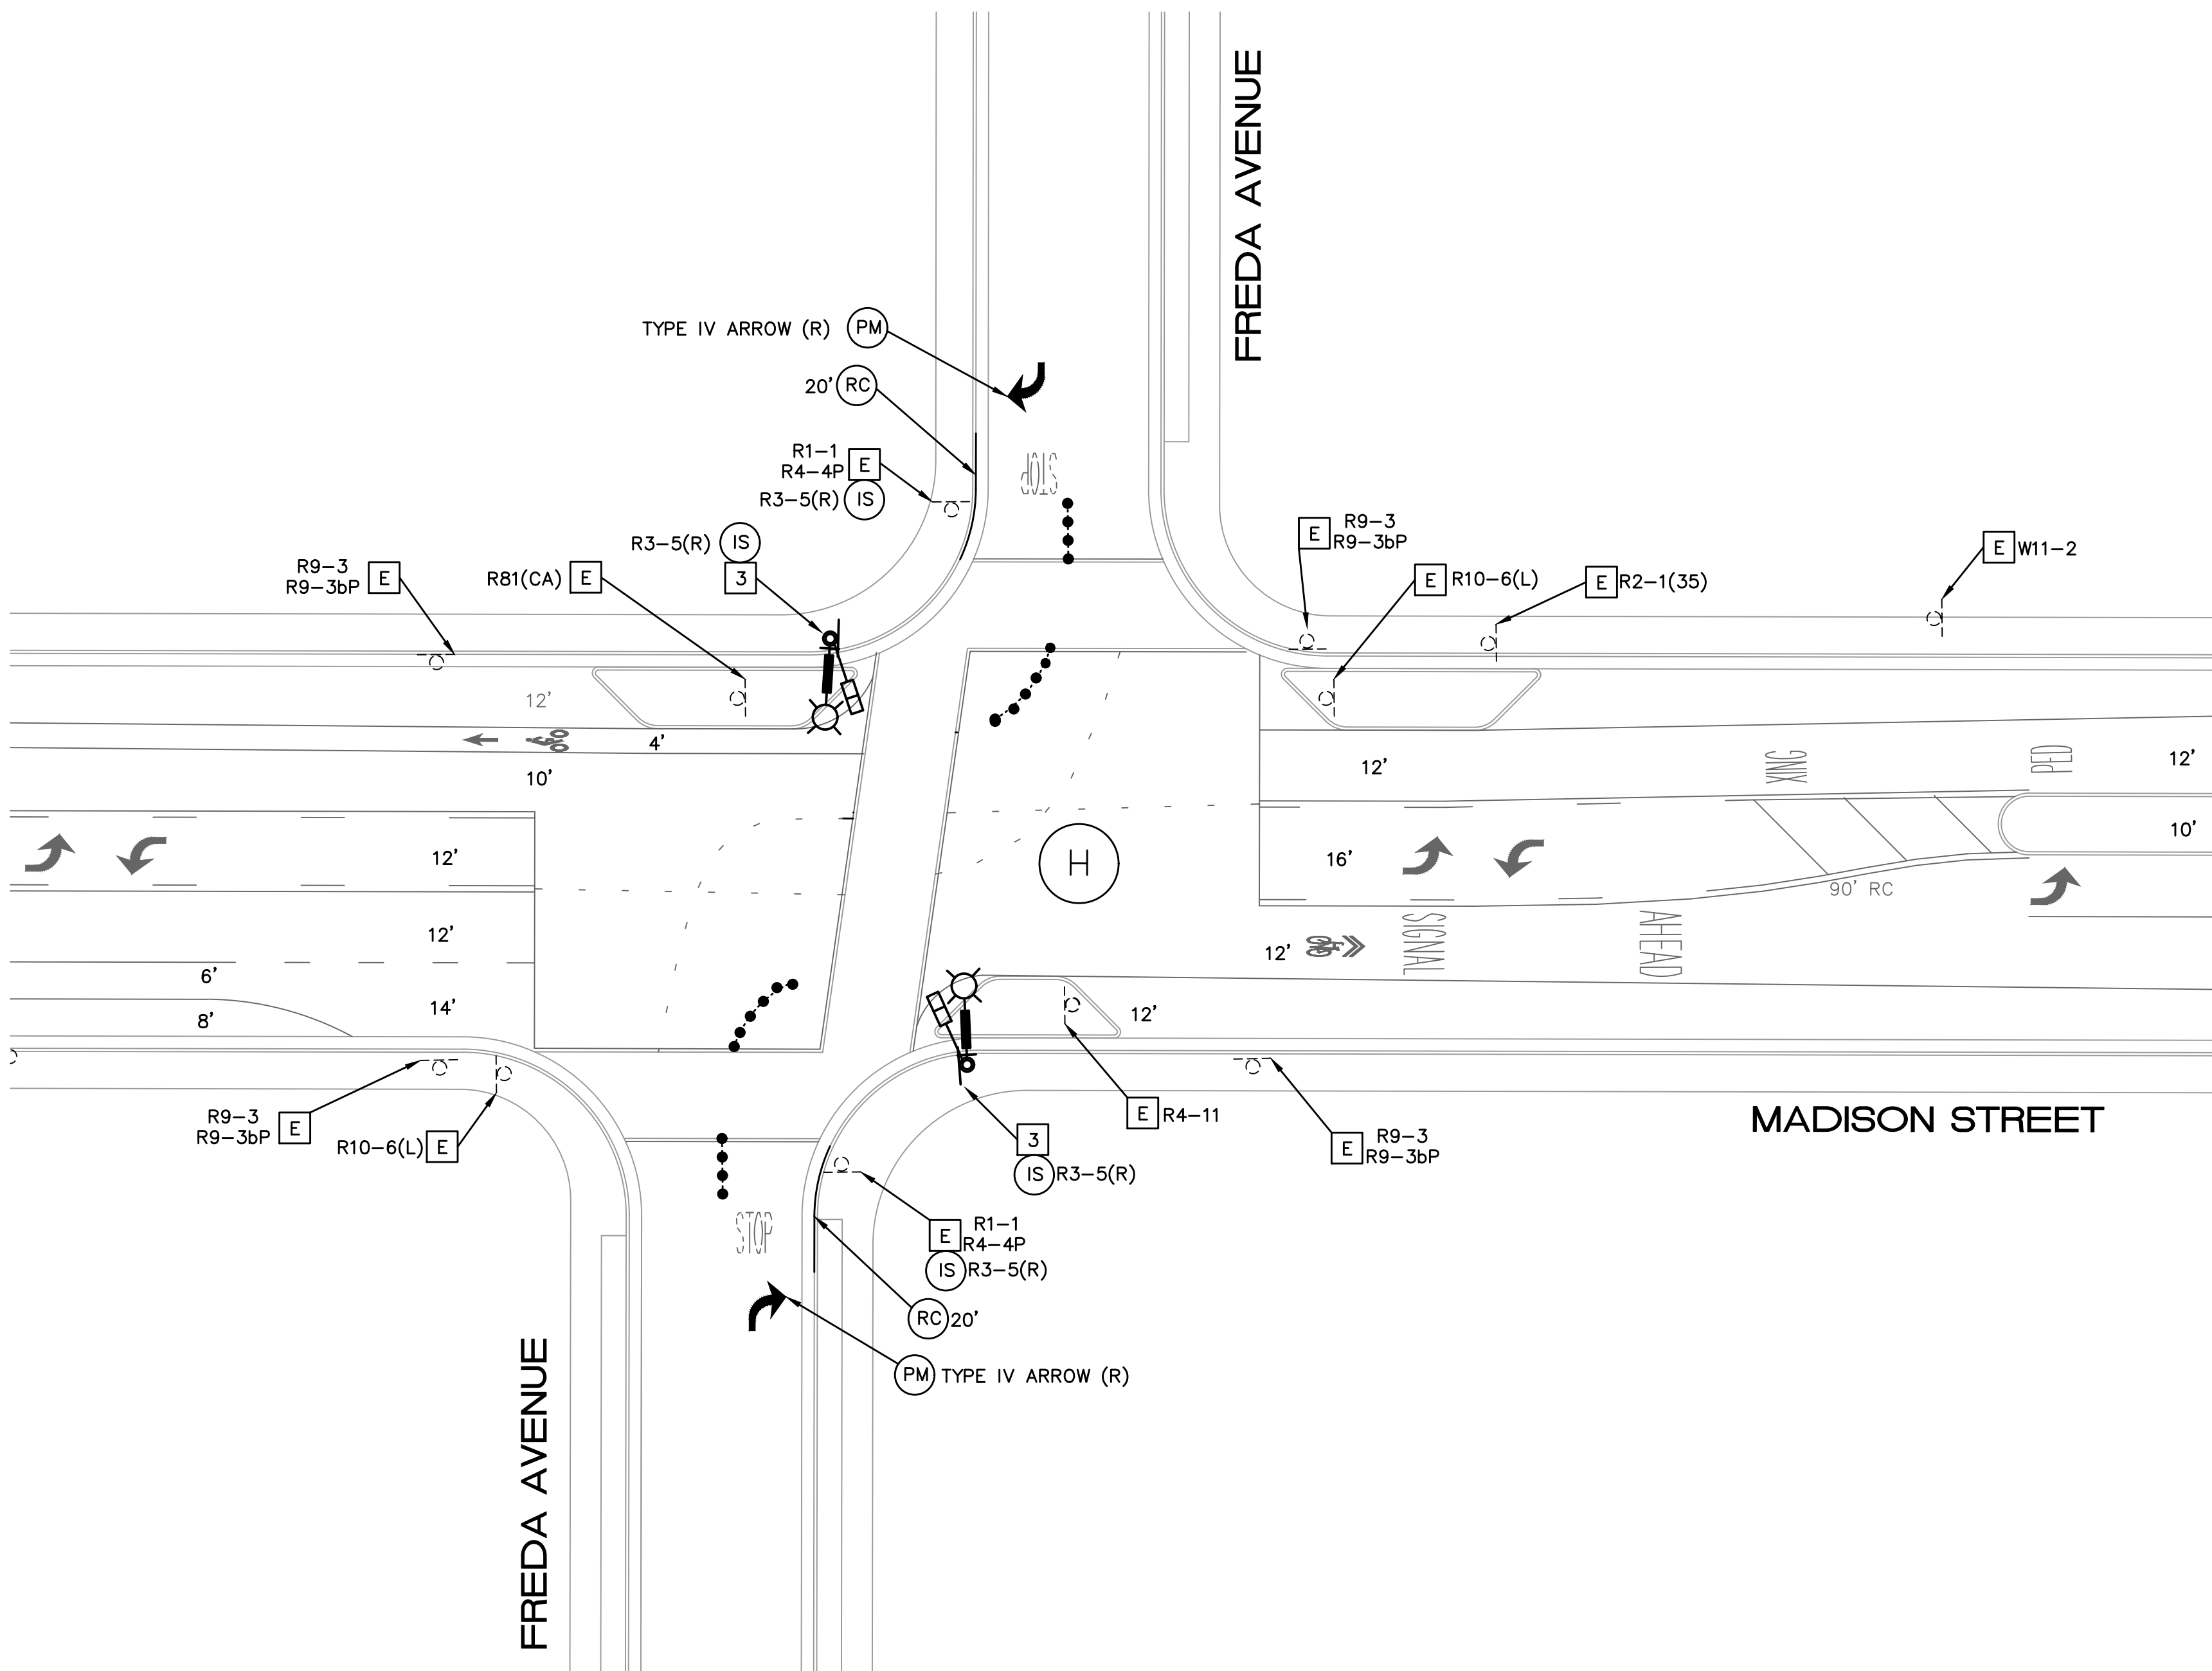 FREDA AVENUE
TYPE IV ARROW (R) PM
20' RC
R1-1
R4-4P E
R3-5(R) IS
STOP
R3-5(R) IS
3
R9-3
R9-3bP E
R81(CA) E
E R9-3
R9-3bP
E R10-6(L)
E R2-1(35)
E W11-2
12'
4'
10'
12'
XING
PED
12'
12'
16'
H
10'
90' RC
12'
6'
14'
8'
12'
SIGNAL
AHEAD
12'
R9-3
R9-3bP E
R10-6(L) E
E R4-11
3
IS R3-5(R)
E R9-3
R9-3bP
MADISON STREET
STOP
E R1-1
R4-4P
IS R3-5(R)
RC 20'
PM TYPE IV ARROW (R)
FREDA AVENUE